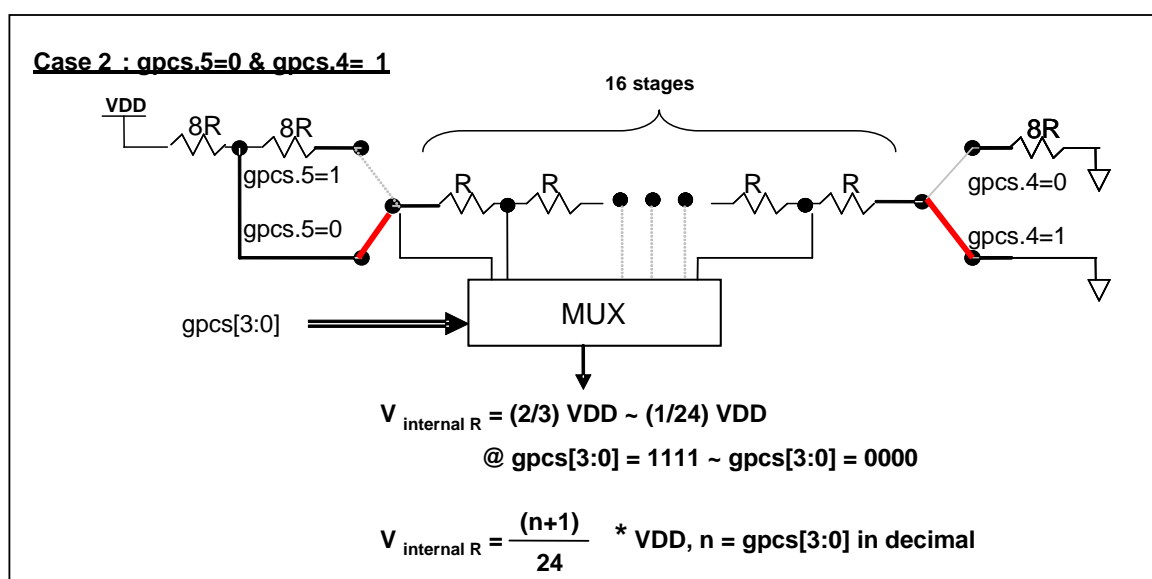 Case 2 : gpcs.5=0 & gpcs.4= 1
16 stages
VDD
8R 8R 8R
gpcs.5=1 R R R R gpcs.4=0
gpcs.5=0 gpcs.4=1
gpcs[3:0] MUX
V internal R = (2/3) VDD ~ (1/24) VDD
@ gpcs[3:0] = 1111 ~ gpcs[3:0] = 0000
V internal R = (n+1) / 24 * VDD, n = gpcs[3:0] in decimal